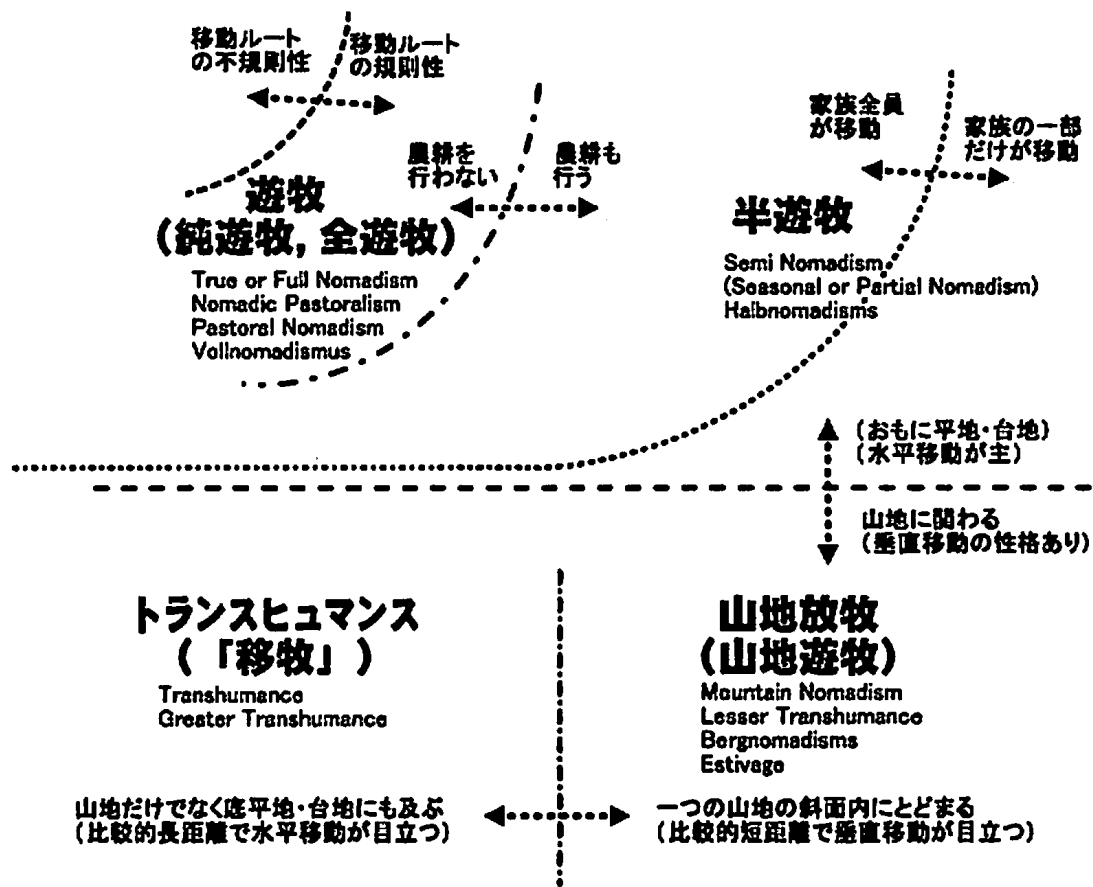 移動ルート
の不規則性
移動ルート
の規則性
農耕を
行わない
農耕も
行う
家族全員
が移動
家族の一部
だけが移動
遊牧
(純遊牧, 全遊牧)
True or Full Nomadism
Nomadic Pastoralism
Pastoral Nomadism
Vollnomadismus
半遊牧
Semi Nomadism
(Seasonal or Partial Nomadism)
Halbnomadisms
(おもに平地・台地)
(水平移動が主)
山地に関わる
(垂直移動の性格あり)
トランスヒュマンス
(「移牧」)
Transhumance
Greater Transhumance
山地放牧
(山地遊牧)
Mountain Nomadism
Lesser Transhumance
Bergnomadisms
Estivage
山地だけでなく底平地・台地にも及ぶ
(比較的長距離で水平移動が目立つ)
一つの山地の斜面内にとどまる
(比較的短距離で垂直移動が目立つ)